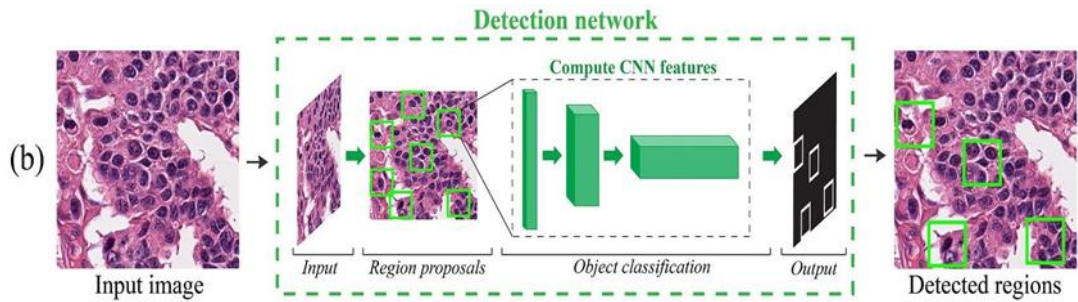 Detection network
Compute CNN features
(b)
Input
Region proposals
Object classification
Output
Input image
Detected regions